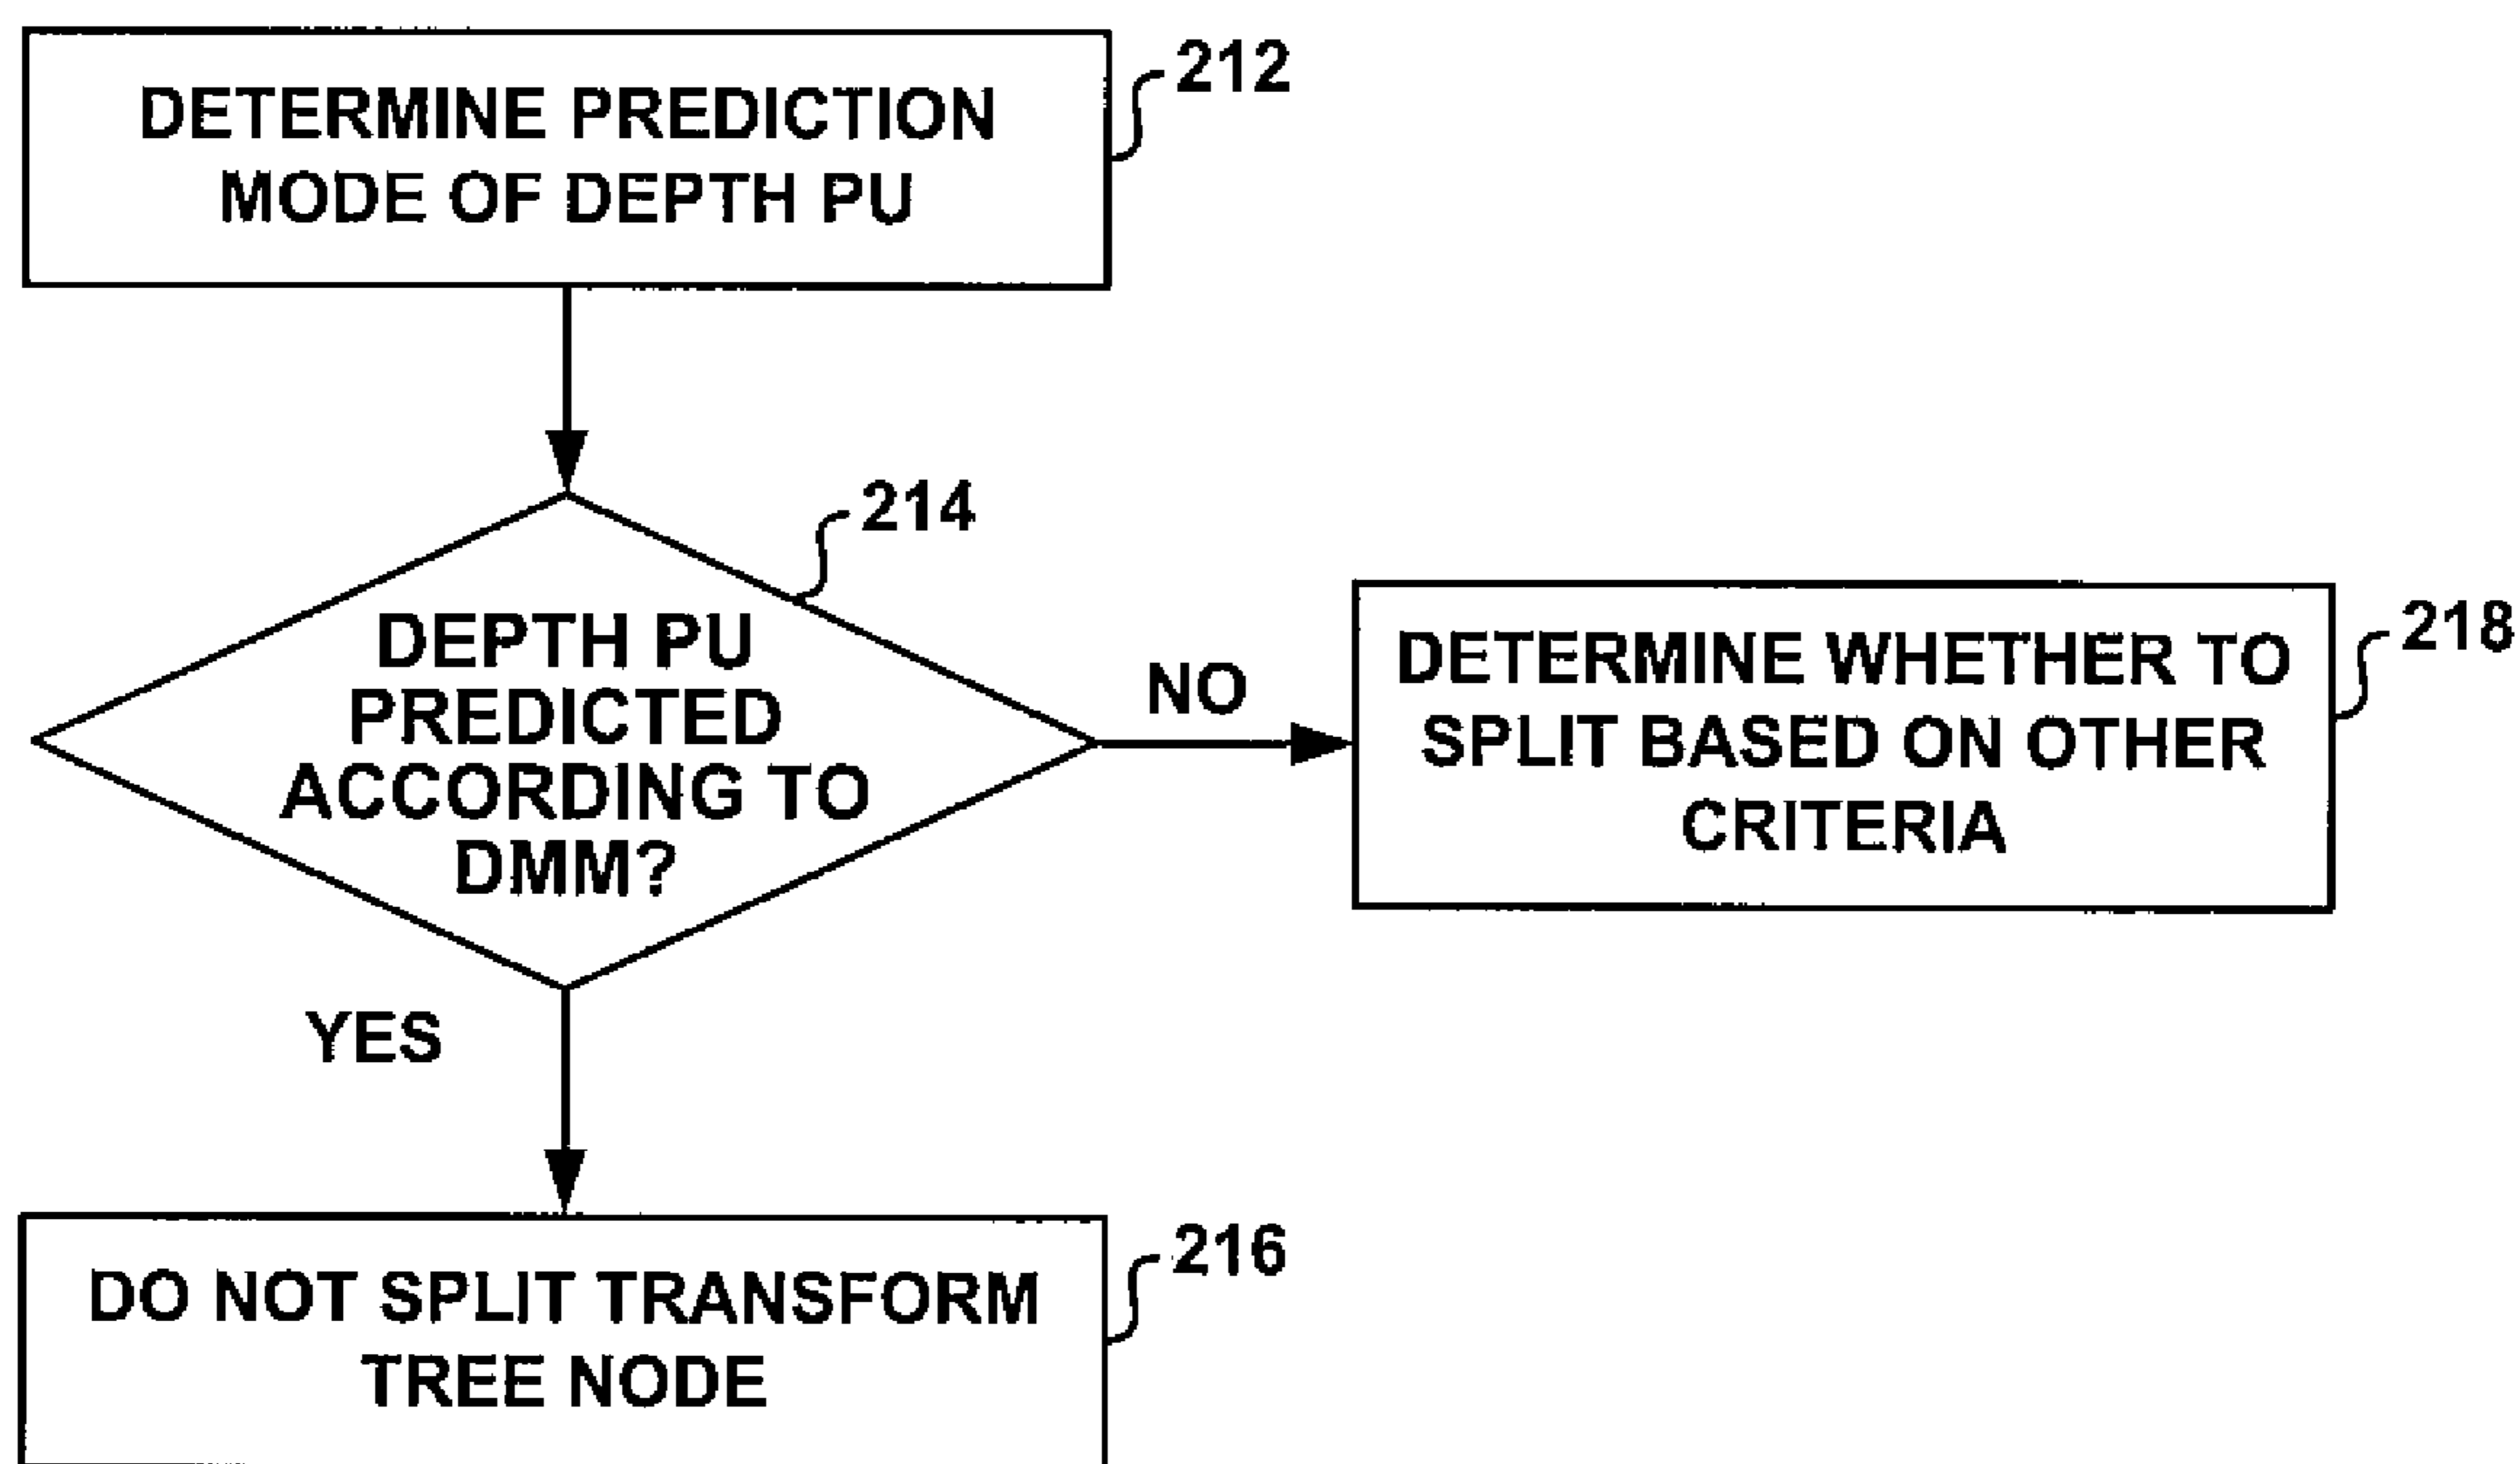 212
DETERMINE PREDICTION
MODE OF DEPTH PU
214
DEPTH PU
PREDICTED
ACCORDING TO
DMM?
NO
218
DETERMINE WHETHER TO
SPLIT BASED ON OTHER
CRITERIA
YES
216
DO NOT SPLIT TRANSFORM
TREE NODE